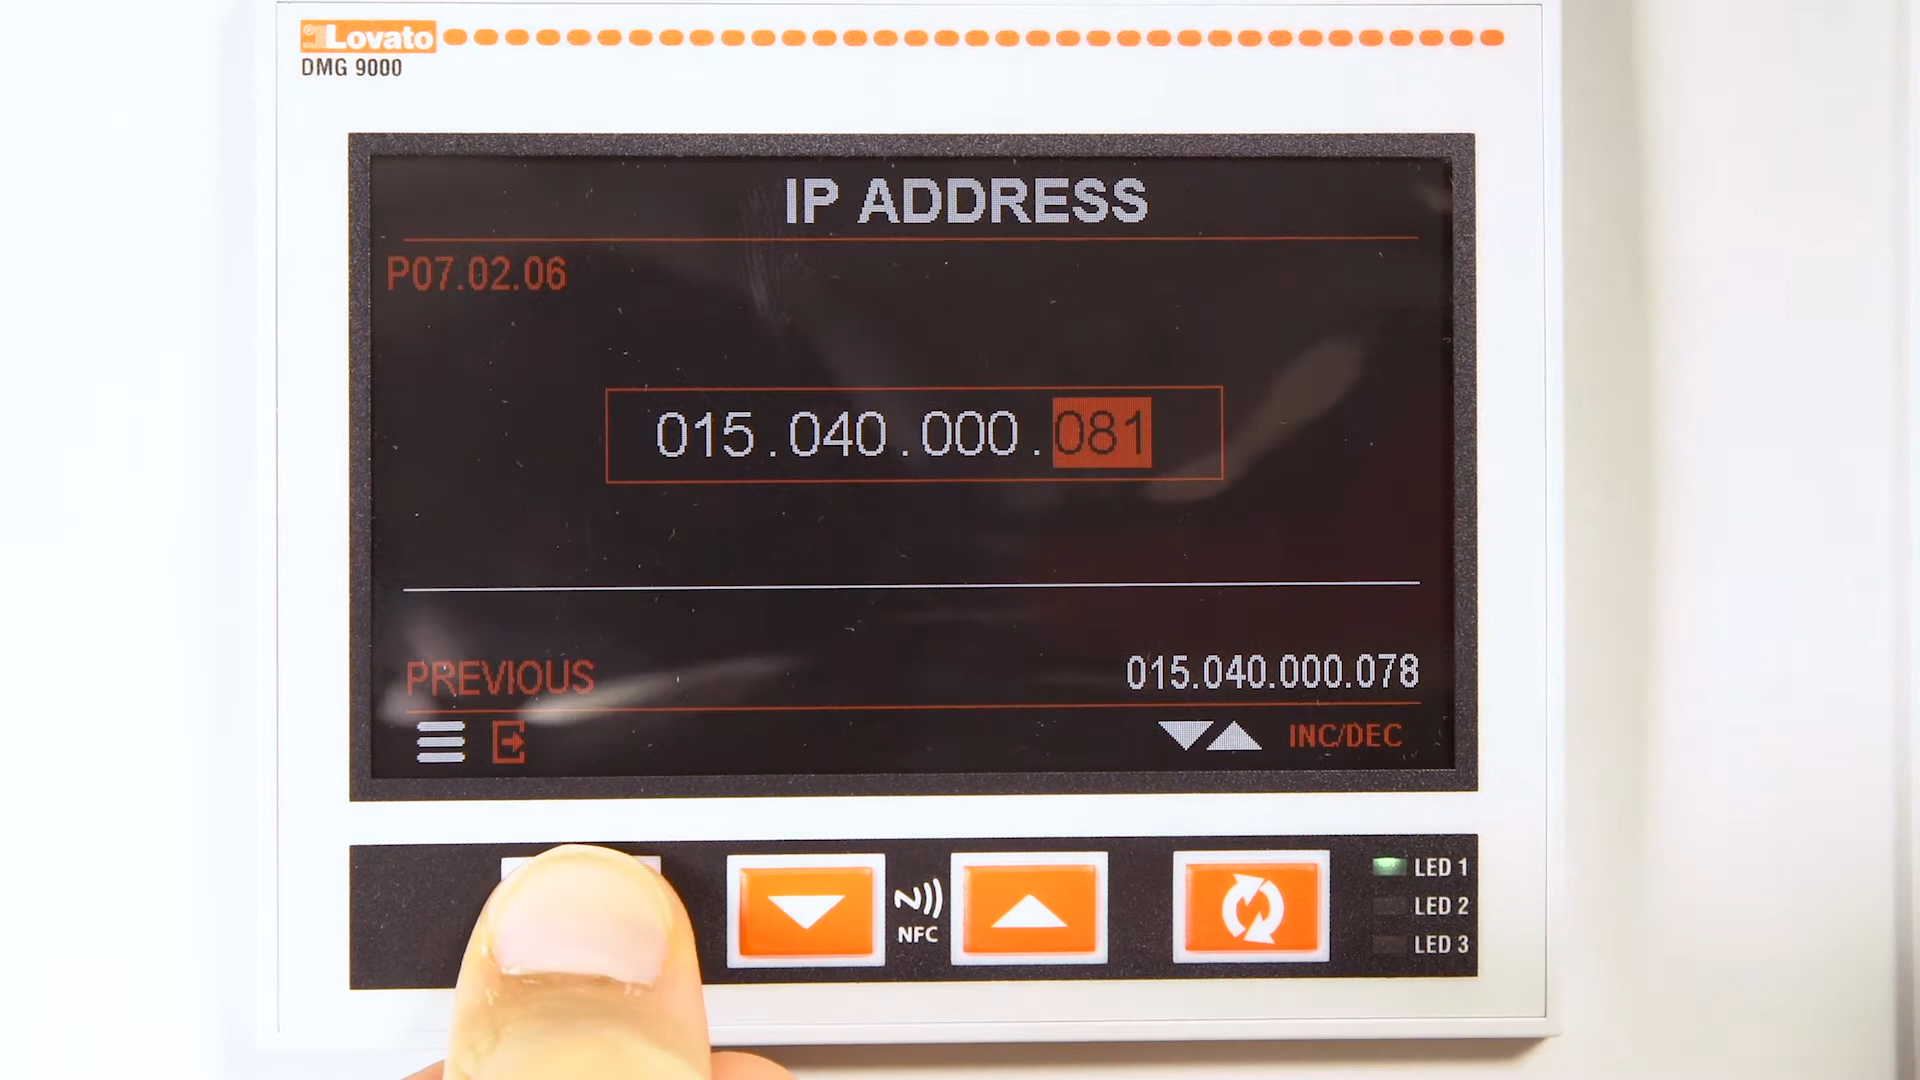 Lovato
DMG 9000
IP ADDRESS
P07.02.06
015.040.000.081
PREVIOUS 015.040.000.078
INC/DEC
NFC
LED 1
LED 2
LED 3